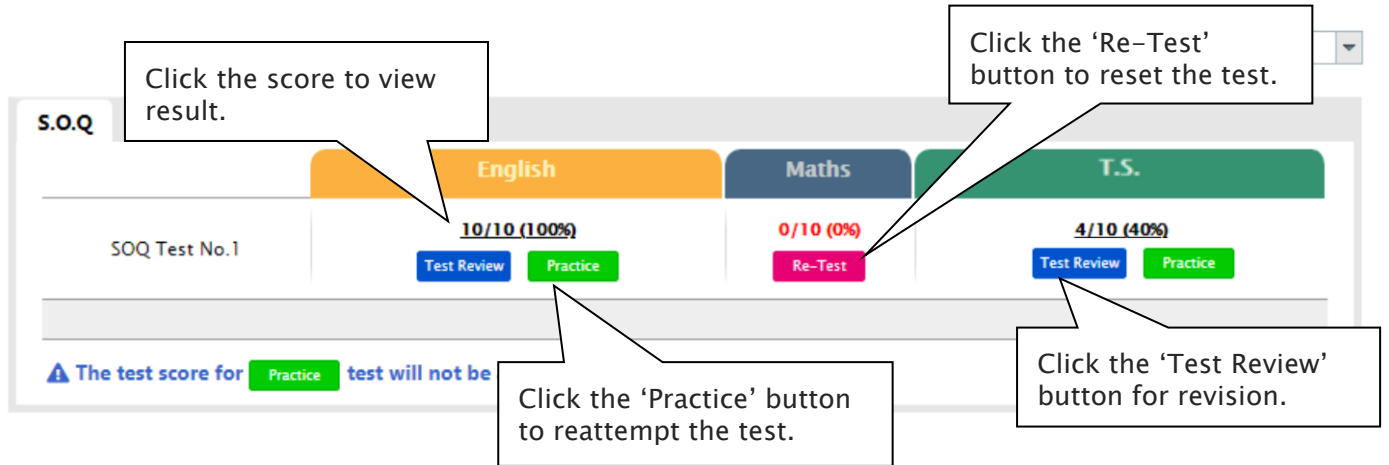 Click the score to view
result.
Click the ‘Re-Test’
button to reset the test.
S.O.Q
English
Maths
T.S.
SOQ Test No.1
10/10 (100%)
0/10 (0%)
4/10 (40%)
Test Review
Practice
Re-Test
Test Review
Practice
The test score for Practice test will not be
Click the ‘Practice’ button
to reattempt the test.
Click the ‘Test Review’
button for revision.